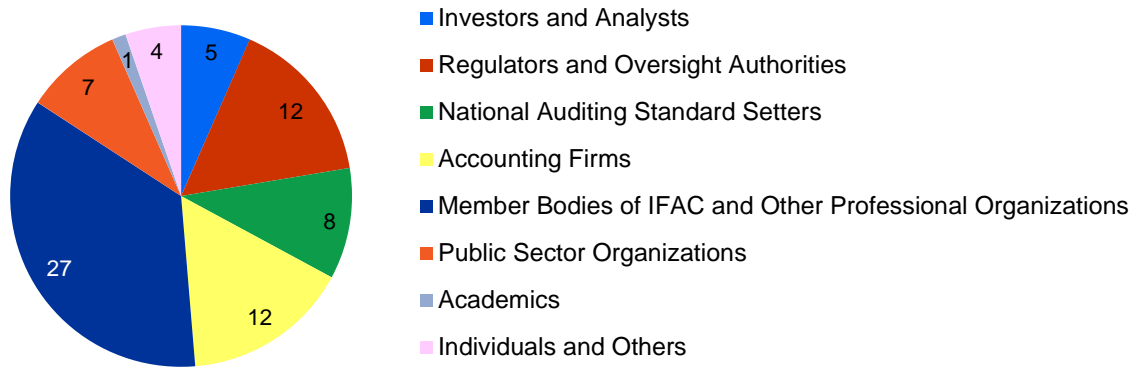 5
12
8
12
27
7
1
4
Investors and Analysts
Regulators and Oversight Authorities
National Auditing Standard Setters
Accounting Firms
Member Bodies of IFAC and Other Professional Organizations
Public Sector Organizations
Academics
Individuals and Others